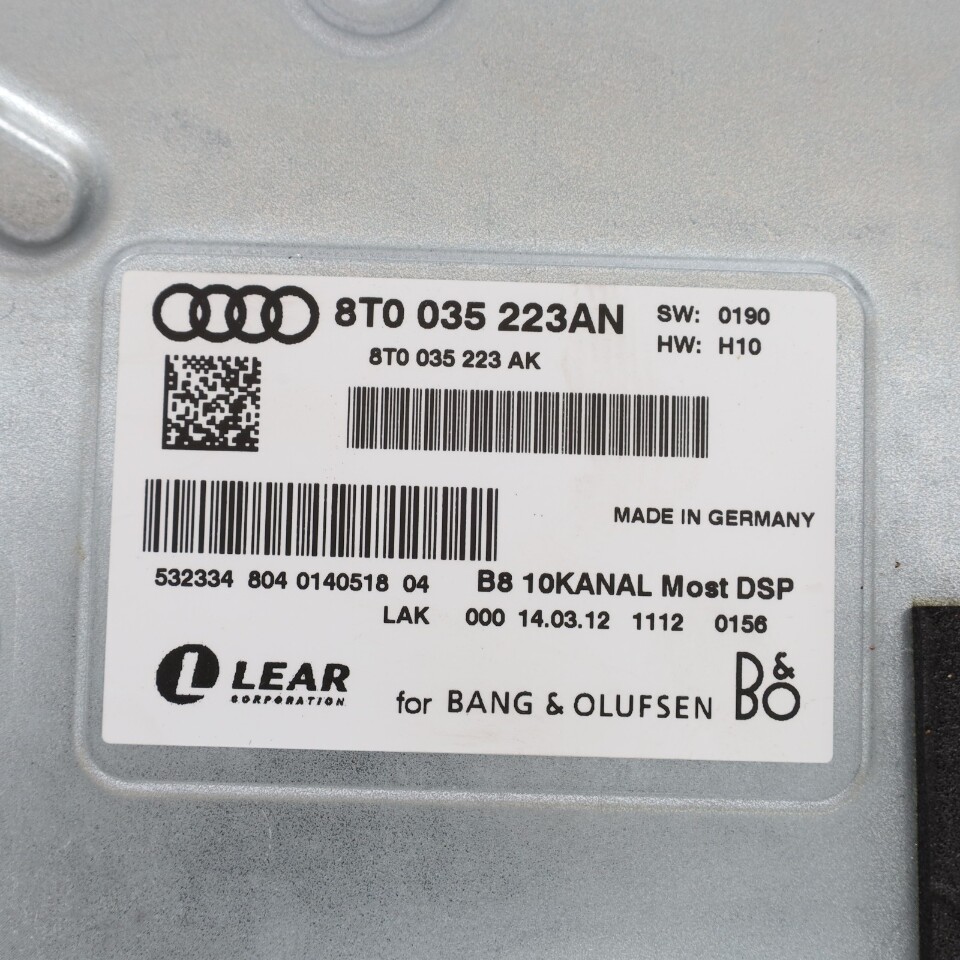 8T0 035 223AN SW: 0190
8T0 035 223 AK HW: H10
MADE IN GERMANY
532334 804 0140518 04 B8 10KANAL Most DSP
LAK 000 14.03.12 1112 0156
L LEAR
CORPORATION
for BANG & OLUFSEN B&O